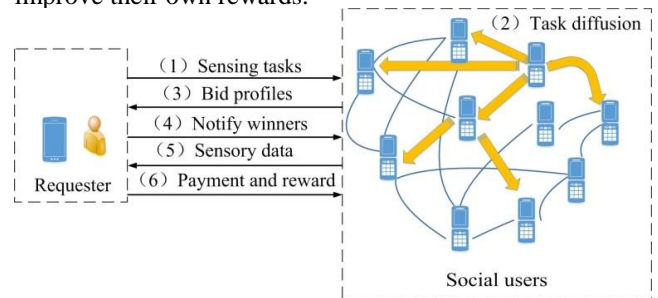 improve their own rewards.
(2) Task diffusion
(1) Sensing tasks
(3) Bid profiles
(4) Notify winners
(5) Sensory data
(6) Payment and reward
Requester
Social users